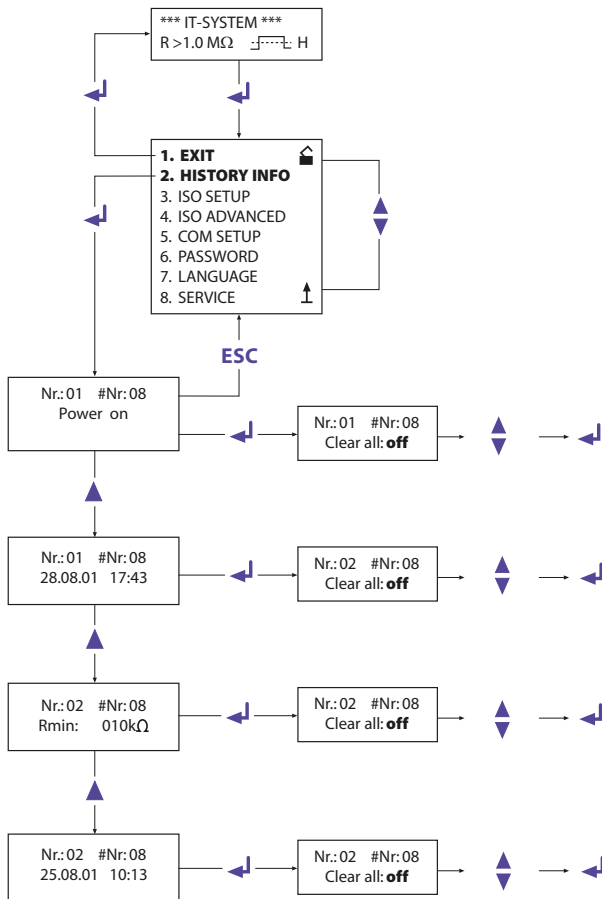 *** IT-SYSTEM ***
R >1.0 MΩ H
1. EXIT
2. HISTORY INFO
3. ISO SETUP
4. ISO ADVANCED
5. COM SETUP
6. PASSWORD
7. LANGUAGE
8. SERVICE
ESC
Nr.: 01 #Nr: 08
Power on
Nr.: 01 #Nr: 08
Clear all: off
Nr.: 01 #Nr: 08
28.08.01 17:43
Nr.: 02 #Nr: 08
Clear all: off
Nr.: 02 #Nr: 08
Rmin: 010kΩ
Nr.: 02 #Nr: 08
Clear all: off
Nr.: 02 #Nr: 08
25.08.01 10:13
Nr.: 02 #Nr: 08
Clear all: off